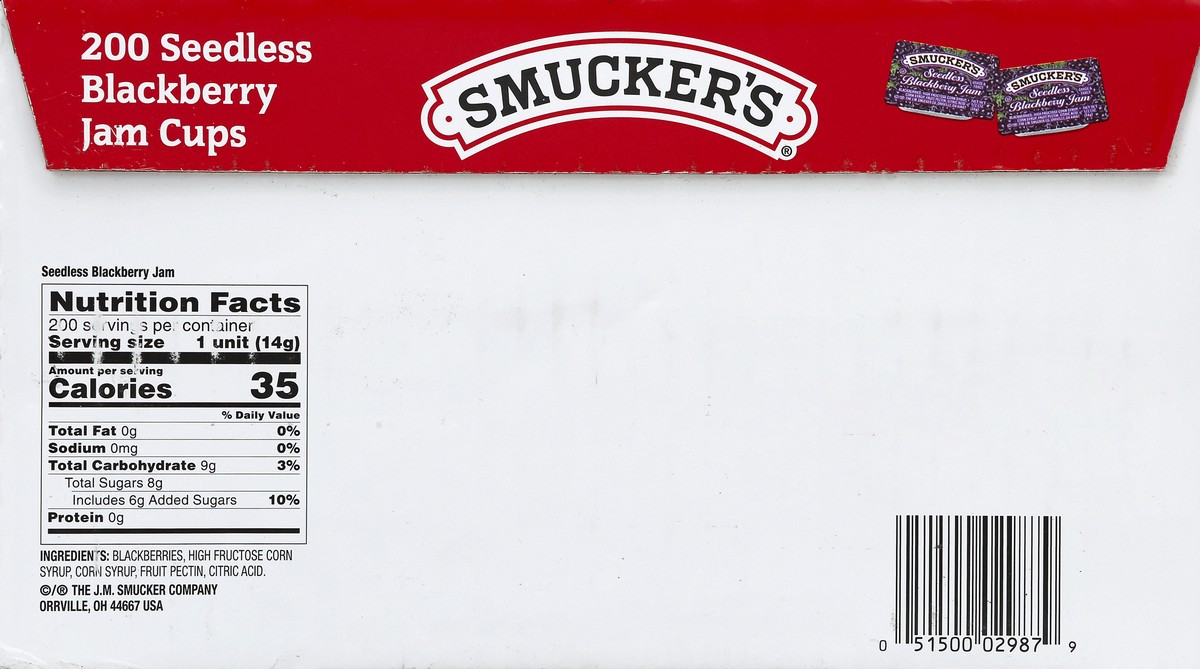 200 Seedless
Blackberry
Jam Cups
SMUCKER'S®
SMUCKER'S
Seedless
Blackberry Jam
SMUCKER'S
Seedless
Blackberry Jam
Seedless Blackberry Jam
Nutrition Facts
200 servings per container
Serving size 1 unit (14g)
Amount per serving
Calories 35
% Daily Value
Total Fat 0g 0%
Sodium 0mg 0%
Total Carbohydrate 9g 3%
Total Sugars 8g
Includes 6g Added Sugars 10%
Protein 0g
INGREDIENTS: BLACKBERRIES, HIGH FRUCTOSE CORN
SYRUP, CORN SYRUP, FRUIT PECTIN, CITRIC ACID.
©/® THE J.M. SMUCKER COMPANY
ORRVILLE, OH 44667 USA
0 51500 02987 9